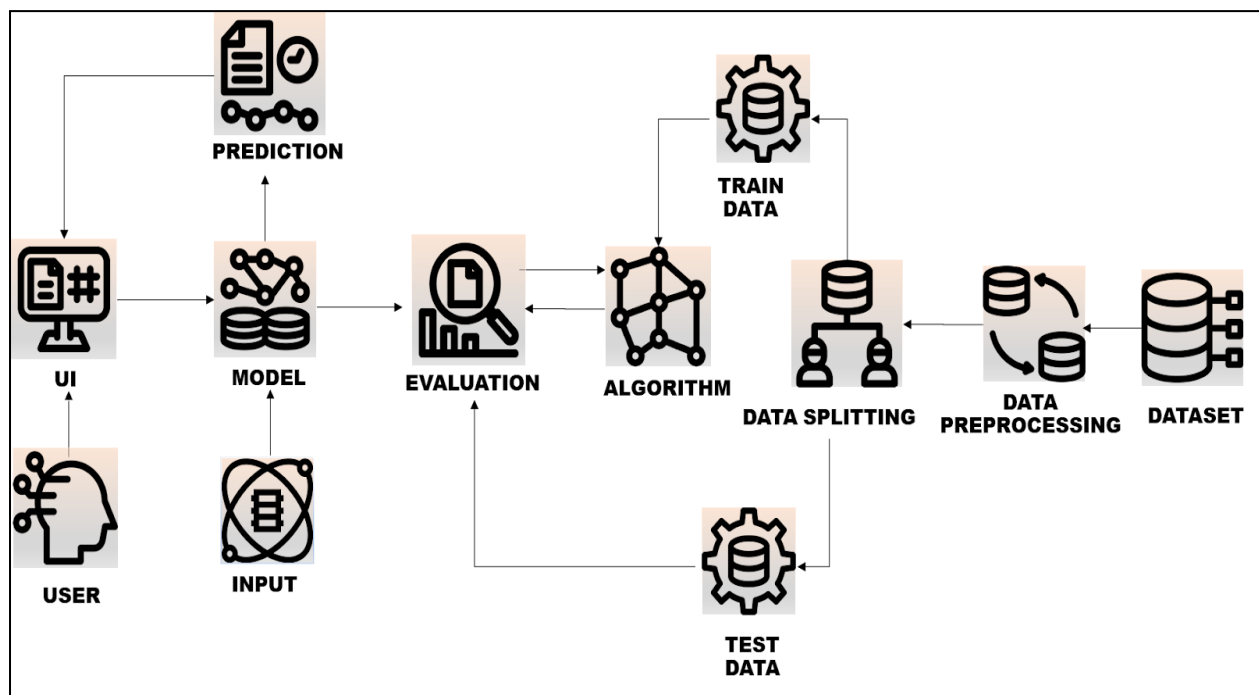 PREDICTION
TRAIN
DATA
UI
MODEL
EVALUATION
ALGORITHM
DATA SPLITTING
DATA
PREPROCESSING
DATASET
USER
INPUT
TEST
DATA